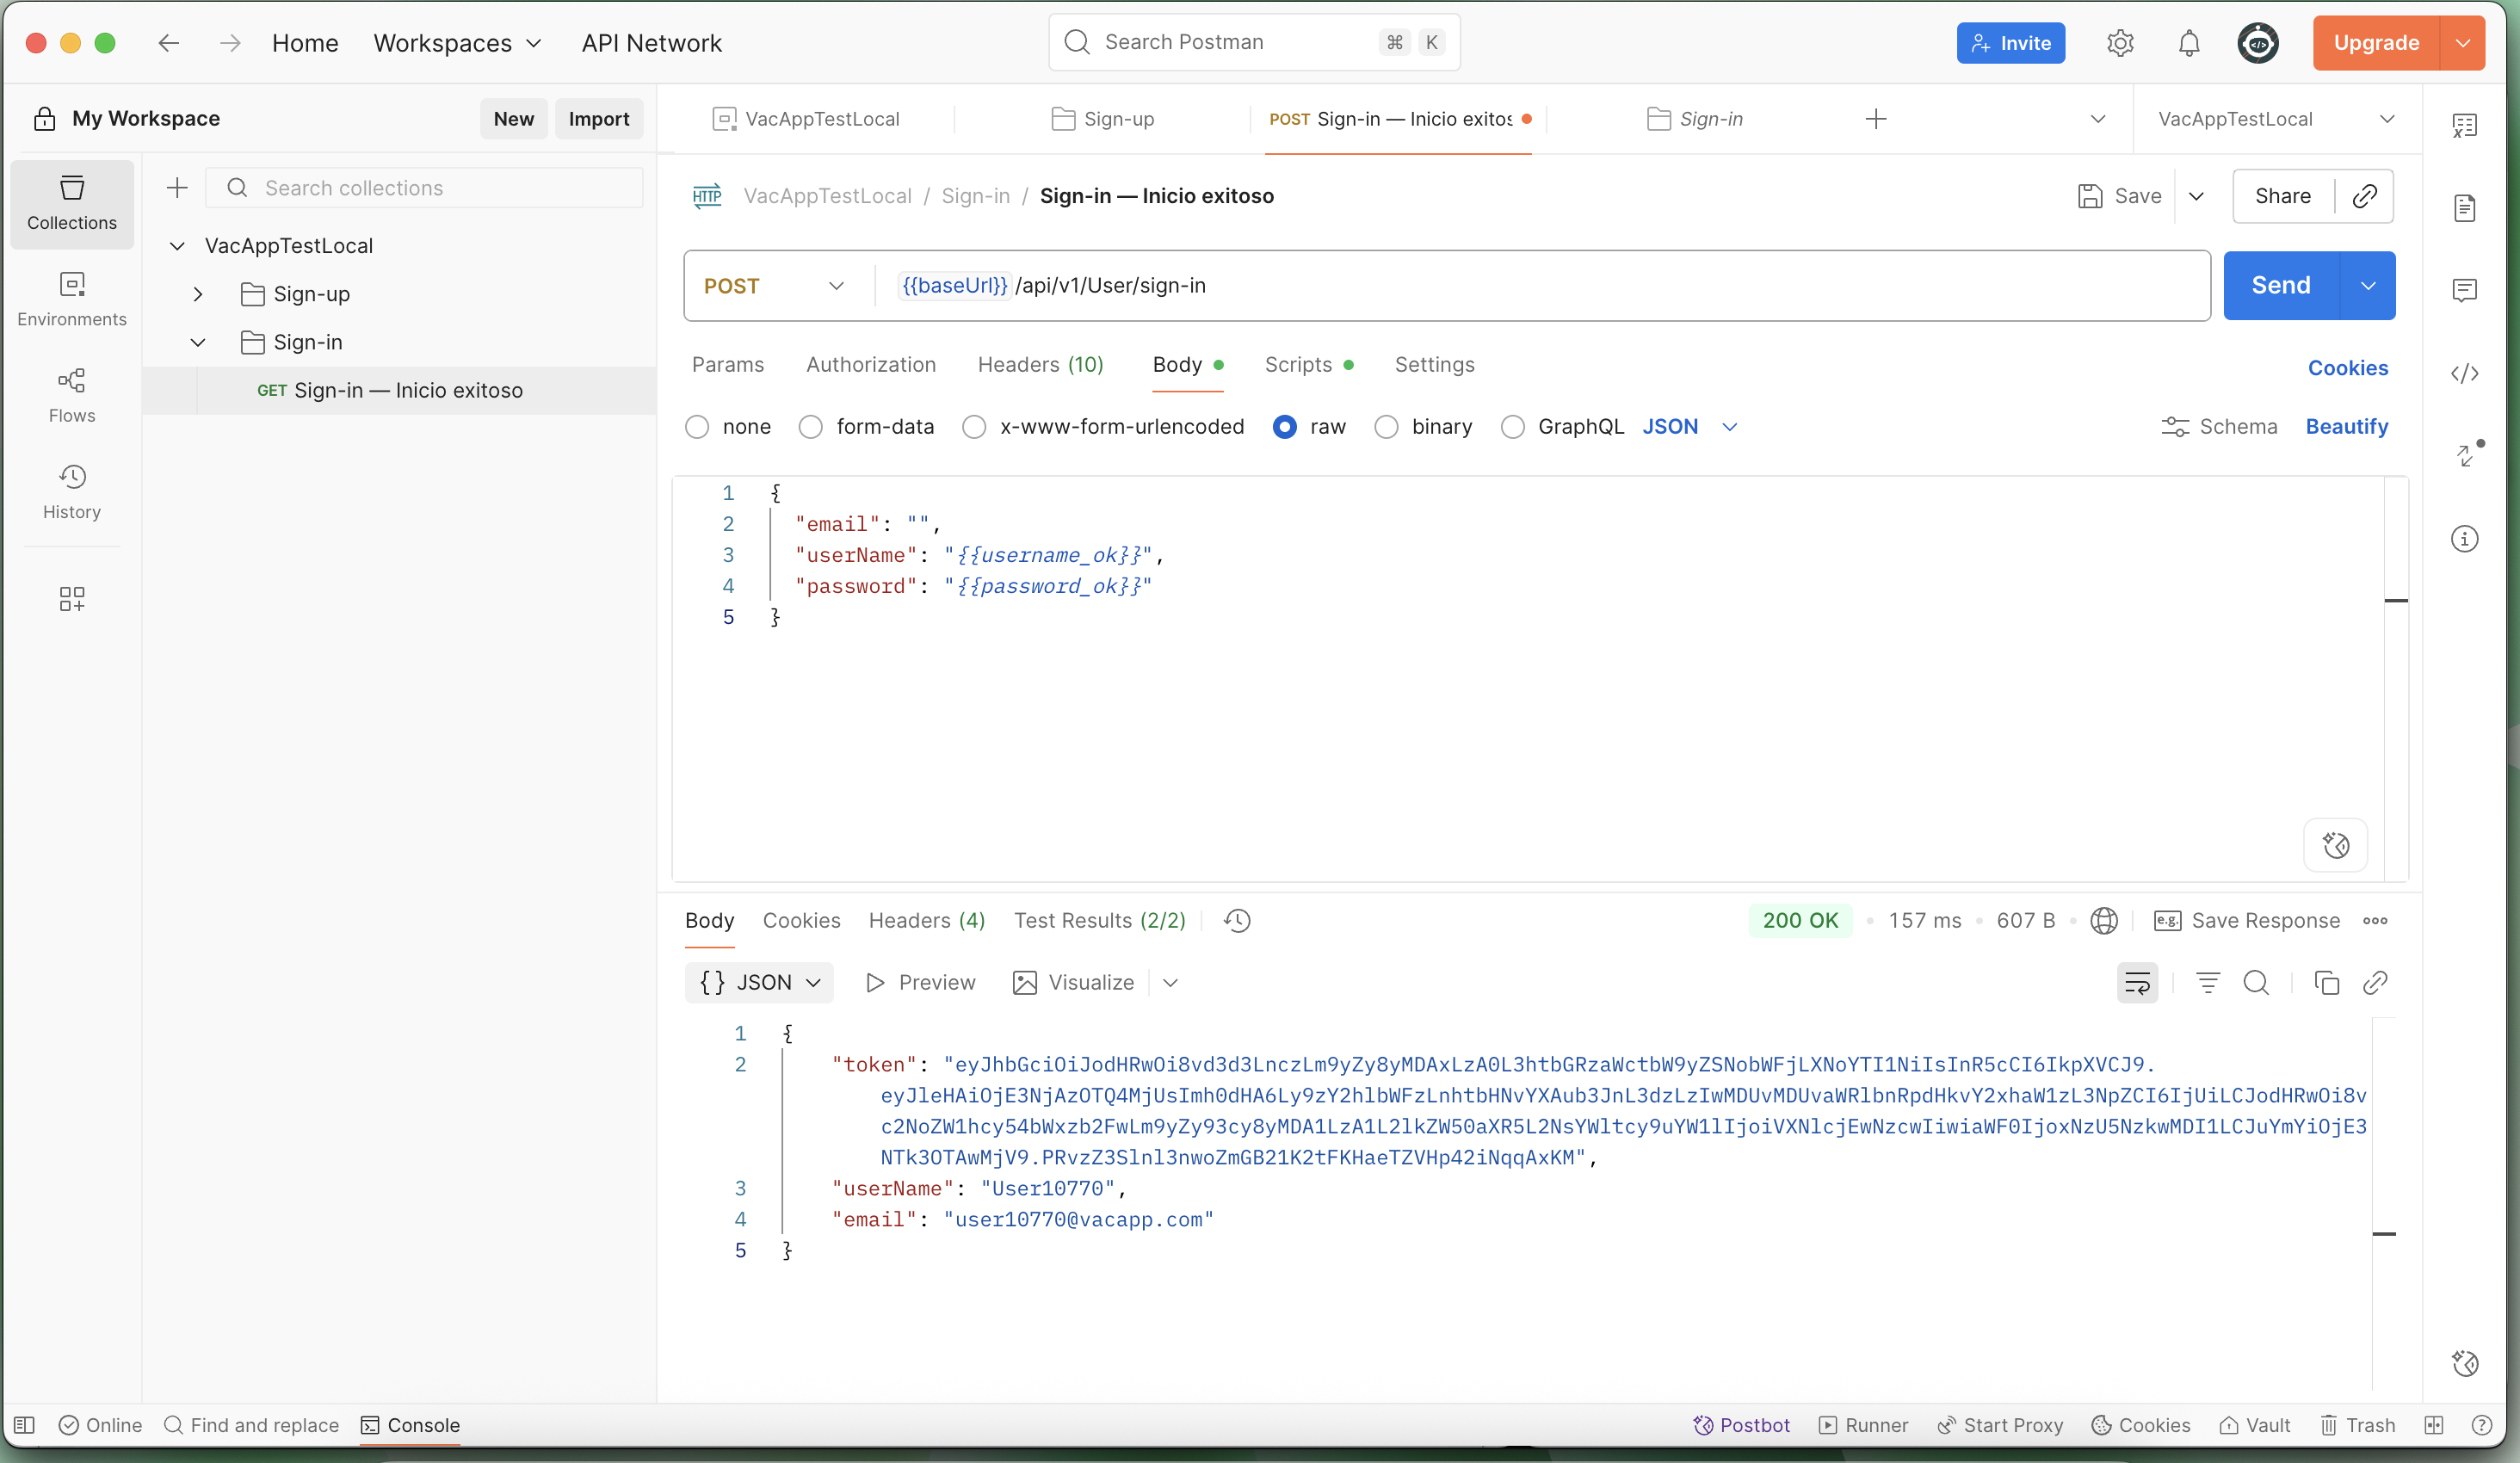 Home
Workspaces
API Network
Search Postman
⌘ K
Invite
Upgrade
My Workspace
New
Import
VacAppTestLocal
Sign-up
POST Sign-in — Inicio exitos
Sign-in
VacAppTestLocal
Collections
Environments
Flows
History
Search collections
VacAppTestLocal
Sign-up
Sign-in
GET Sign-in — Inicio exitoso
HTTP VacAppTestLocal / Sign-in / Sign-in — Inicio exitoso
Save
Share
POST
{{baseUrl}} /api/v1/User/sign-in
Send
Params
Authorization
Headers (10)
Body
Scripts
Settings
Cookies
none
form-data
x-www-form-urlencoded
raw
binary
GraphQL
JSON
Schema
Beautify
1 {
2 "email": "",
3 "userName": "{{username_ok}}",
4 "password": "{{password_ok}}"
5 }
Body
Cookies
Headers (4)
Test Results (2/2)
200 OK
157 ms
607 B
e.g. Save Response
{} JSON
Preview
Visualize
1 {
2 "token": "eyJhbGciOiJodHRwOi8vd3d3LnczLm9yZy8yMDAxLzA0L3htbGRzaWctbW9yZSNobWFjLXNoYTI1NiIsInR5cCI6IkpXVCJ9.
eyJleHAiOjE3NjAzOTQ4MjUsImh0dHA6Ly9zY2hlbWFzLnhtbHNvYXAub3JnL3dzLzIwMDUvMDUvaWRlbnRpdHkvY2xhaW1zL3NpZCI6IjUiLCJodHRwOi8v
c2NoZW1hcy54bWxzb2FwLm9yZy93cy8yMDA1LzA1L2lkZW50aXR5L2NsYWltcy9uYW1lIjoiVXNlcjEwNzcwIiwiaWF0IjoxNzU5NzkwMDI1LCJuYmYiOjE3
NTk3OTAwMjV9.PRvzZ3Slnl3nwoZmGB21K2tFKHaeTZVHp42iNqqAxKM",
3 "userName": "User10770",
4 "email": "user10770@vacapp.com"
5 }
Online
Find and replace
Console
Postbot
Runner
Start Proxy
Cookies
Vault
Trash